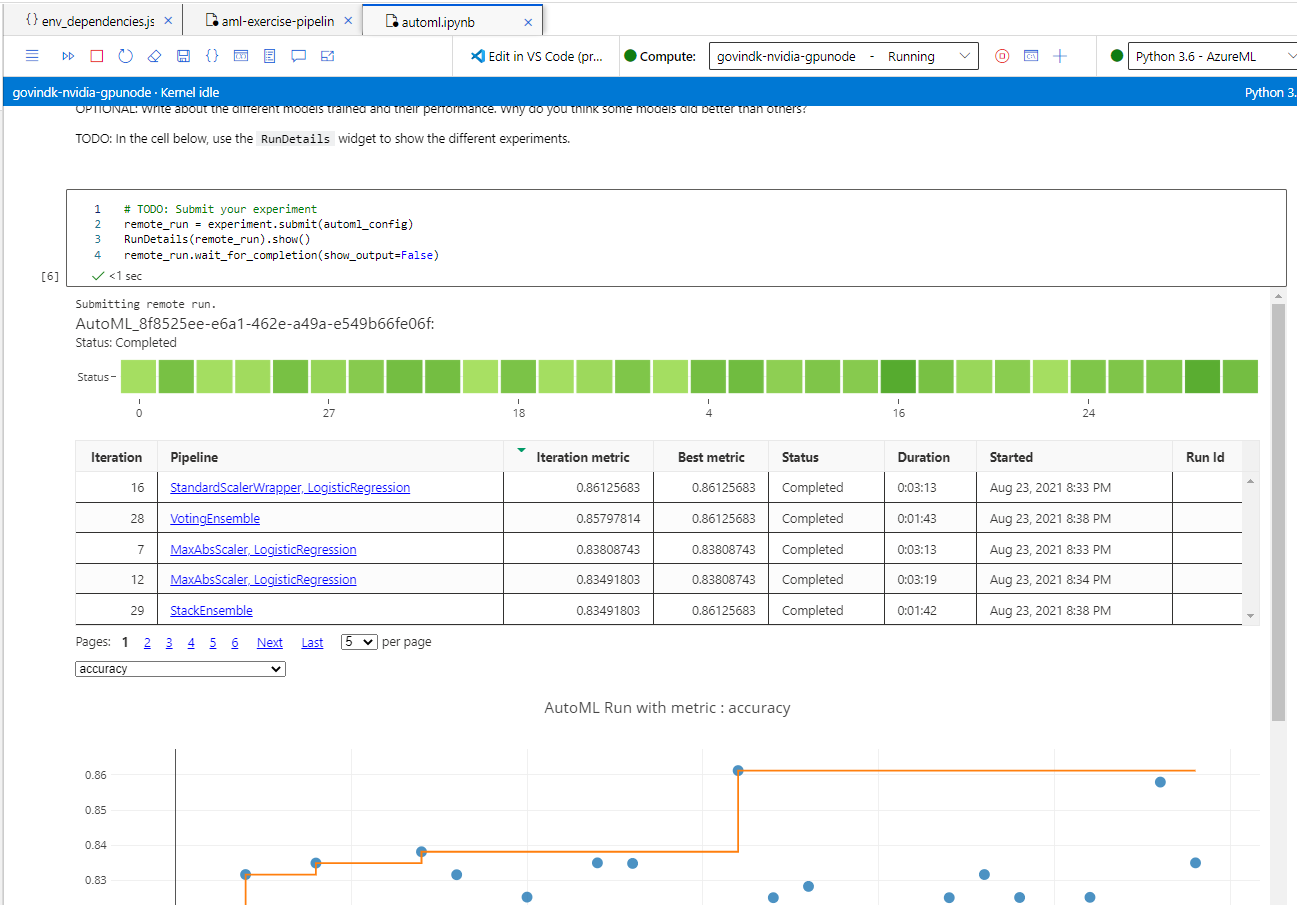 {} env_dependencies.js × aml-exercise-pipelin × automl.ipynb ×
Edit in VS Code (pr... Compute: govindk-nvidia-gpunode - Running Python 3.6 - AzureML
govindk-nvidia-gpunode · Kernel idle Python 3.
OPTIONAL: Write about the different models trained and their performance. Why do you think some models did better than others?
TODO: In the cell below, use the RunDetails widget to show the different experiments.
1 # TODO: Submit your experiment
2 remote_run = experiment.submit(automl_config)
3 RunDetails(remote_run).show()
4 remote_run.wait_for_completion(show_output=False)
[6] <1 sec
Submitting remote run.
AutoML_8f8525ee-e6a1-462e-a49a-e549b66fe06f:
Status: Completed
Status
0 27 18 4 16 24
Iteration Pipeline Iteration metric Best metric Status Duration Started Run Id
16 StandardScalerWrapper, LogisticRegression 0.86125683 0.86125683 Completed 0:03:13 Aug 23, 2021 8:33 PM
28 VotingEnsemble 0.85797814 0.86125683 Completed 0:01:43 Aug 23, 2021 8:38 PM
7 MaxAbsScaler, LogisticRegression 0.83808743 0.83808743 Completed 0:03:13 Aug 23, 2021 8:33 PM
12 MaxAbsScaler, LogisticRegression 0.83491803 0.83808743 Completed 0:03:19 Aug 23, 2021 8:34 PM
29 StackEnsemble 0.83491803 0.86125683 Completed 0:01:42 Aug 23, 2021 8:38 PM
Pages: 1 2 3 4 5 6 Next Last 5 per page
accuracy
AutoML Run with metric : accuracy
0.86
0.85
0.84
0.83